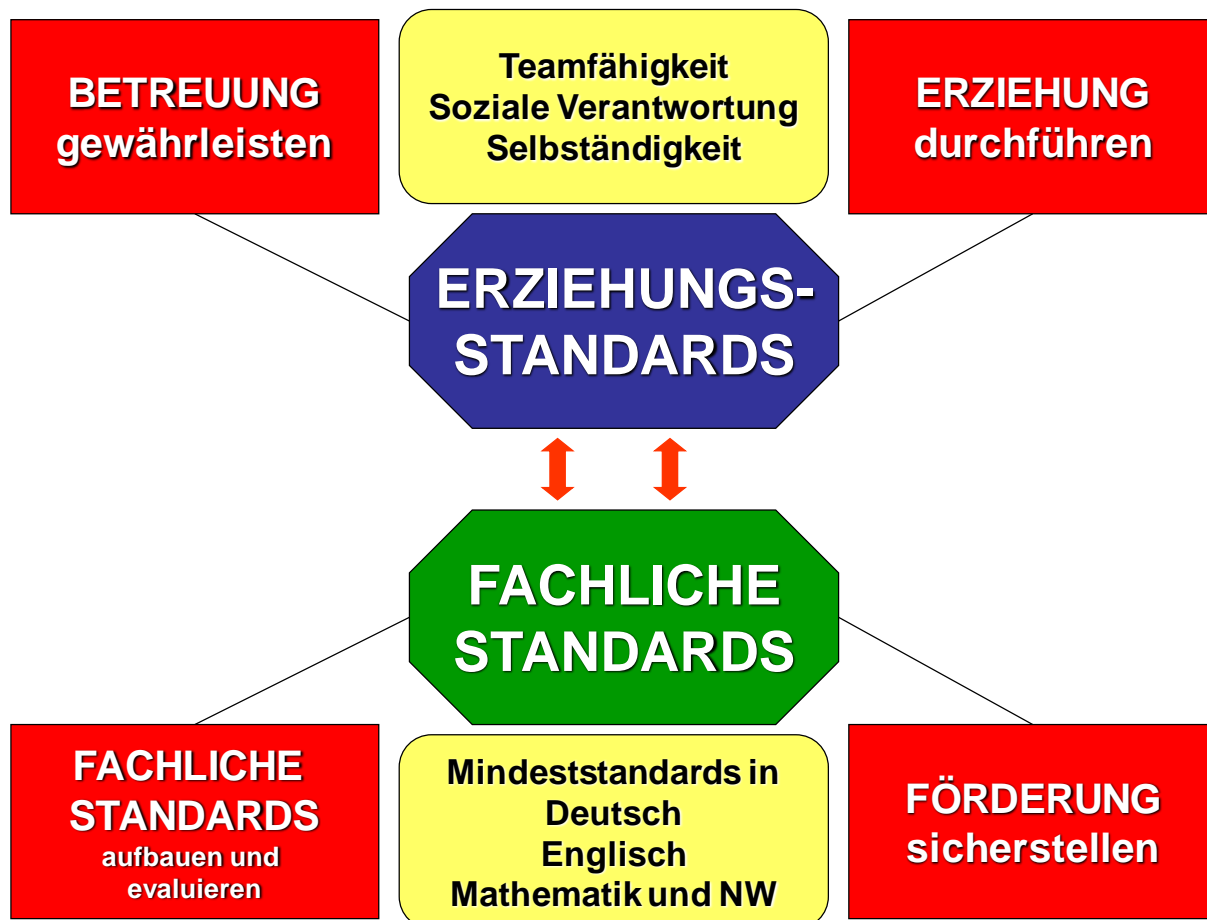 BETREUUNG
gewährleisten
Teamfähigkeit
Soziale Verantwortung
Selbständigkeit
ERZIEHUNG
durchführen
ERZIEHUNGS-
STANDARDS
FACHLICHE
STANDARDS
FACHLICHE
STANDARDS
aufbauen und
evaluieren
Mindeststandards in
Deutsch
Englisch
Mathematik und NW
FÖRDERUNG
sicherstellen